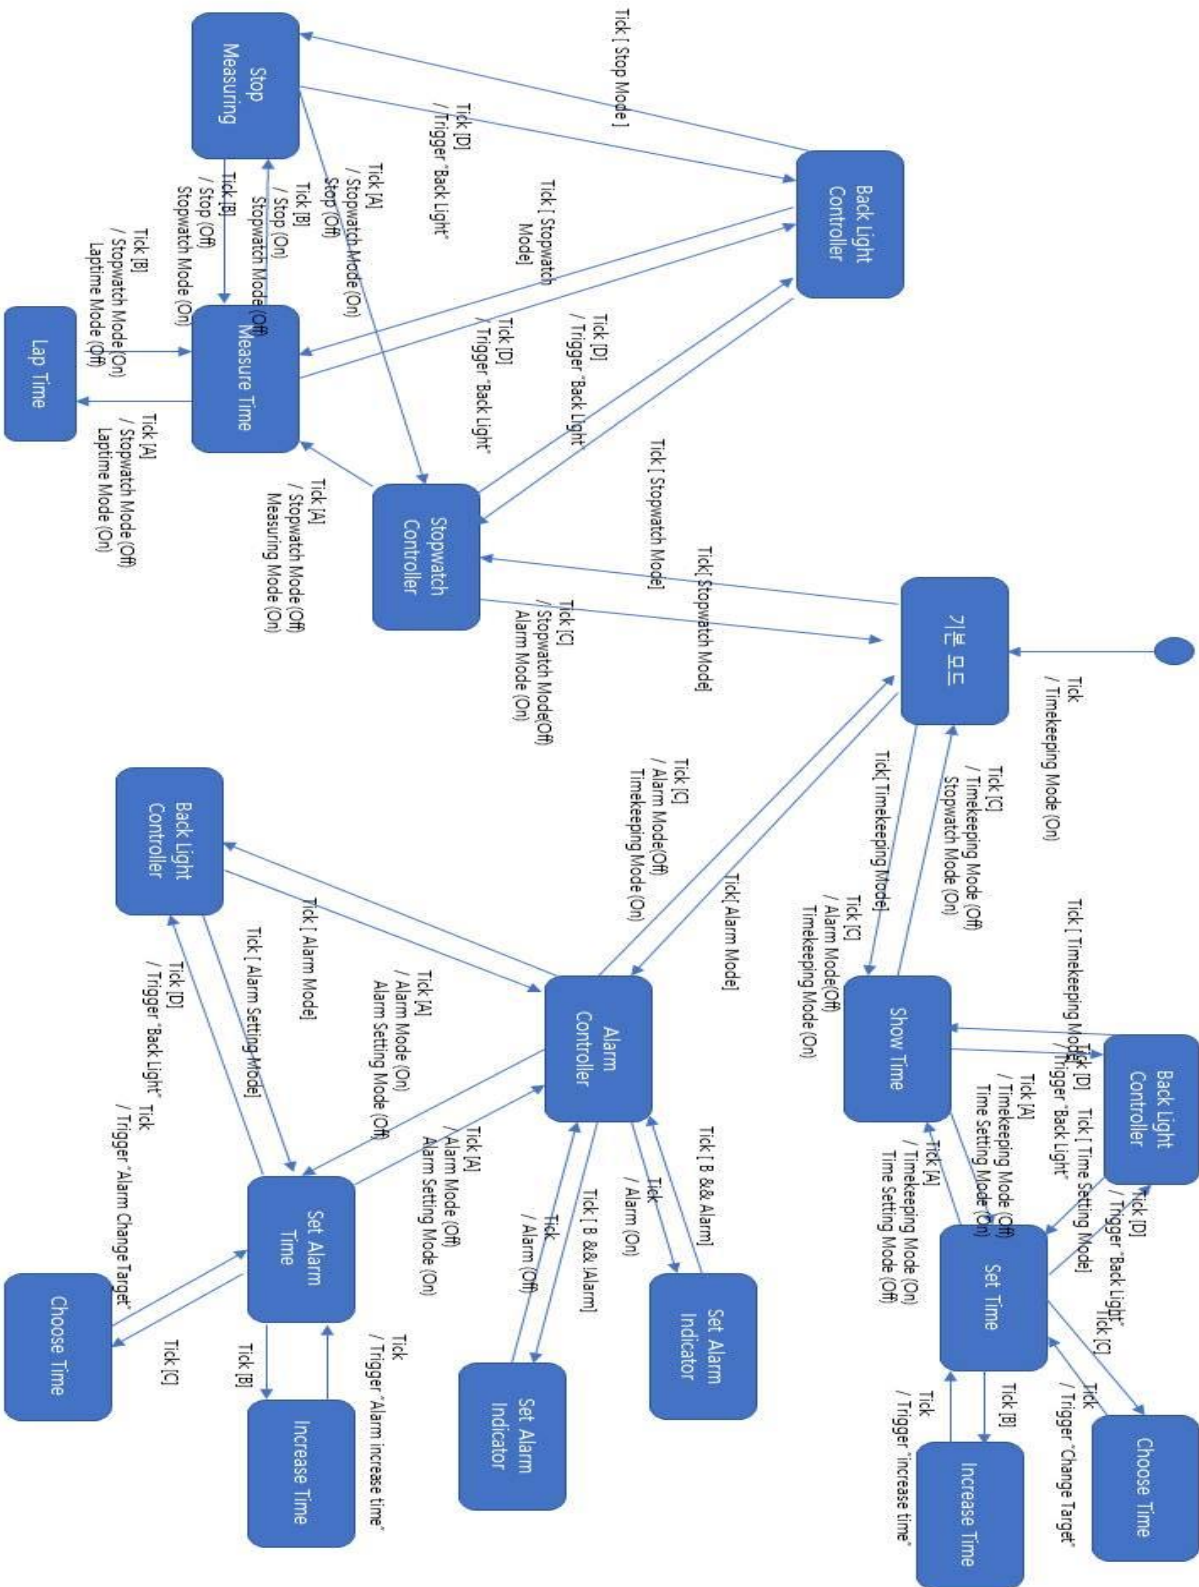 Tick
/ Timekeeping Mode (On)
기본 모드
Back Light
Controller
Tick [ Stop Mode ]
Tick [D]
/ Trigger "Back Light"
Stop
Measuring
Tick [ Stopwatch
Mode]
Tick [D]
/ Trigger "Back Light"
Tick [D]
/ Trigger "Back Light"
Tick [A]
/ Stopwatch Mode (On)
Stop (Off)
Tick [B]
/ Stop (On)
Stopwatch Mode (Off)
Tick [B]
/ Stop (Off)
Stopwatch Mode (On)
Measure Time
Tick [B]
/ Stopwatch Mode (On)
Laptime Mode (Off)
Lap Time
Tick [A]
/ Stopwatch Mode (Off)
Laptime Mode (On)
Tick [A]
/ Stopwatch Mode (Off)
Measuring Mode (On)
Stopwatch
Controller
Tick [ Stopwatch Mode]
Tick[ Stopwatch Mode]
Tick [C]
/ Stopwatch Mode(Off)
Alarm Mode (On)
Tick [C]
/ Timekeeping Mode (Off)
Stopwatch Mode (On)
Tick[ Timekeeping Mode]
Tick [C]
/ Alarm Mode(Off)
Timekeeping Mode (On)
Tick[ Alarm Mode]
Tick [C]
/ Alarm Mode(Off)
Timekeeping Mode (On)
Show Time
Tick [ Timekeeping Mode]
Tick [D]
/ Trigger "Back Light"
Back Light
Controller
Tick [A]
/ Timekeeping Mode (Off)
Time Setting Mode (On)
Tick [ Time Setting Mode]
Tick [D]
/ Trigger "Back Light"
Tick [A]
/ Timekeeping Mode (On)
Time Setting Mode (Off)
Set Time
Tick [C]
Tick
/ Trigger "Change Target"
Choose Time
Tick [B]
Tick
/ Trigger "increase time"
Increase Time
Alarm
Controller
Tick [ B && Alarm]
Tick
/ Alarm (On)
Set Alarm
Indicator
Tick [ B && !Alarm]
Tick
/ Alarm (Off)
Set Alarm
Indicator
Tick [A]
/ Alarm Mode (On)
Alarm Setting Mode (Off)
Tick [A]
/ Alarm Mode (Off)
Alarm Setting Mode (On)
Tick [ Alarm Mode]
Back Light
Controller
Tick [ Alarm Setting Mode]
Tick [D]
/ Trigger "Back Light"
Set Alarm
Time
Tick
/ Trigger "Alarm Change Target"
Tick [C]
Choose Time
Tick [B]
Tick
/ Trigger "Alarm increase time"
Increase Time